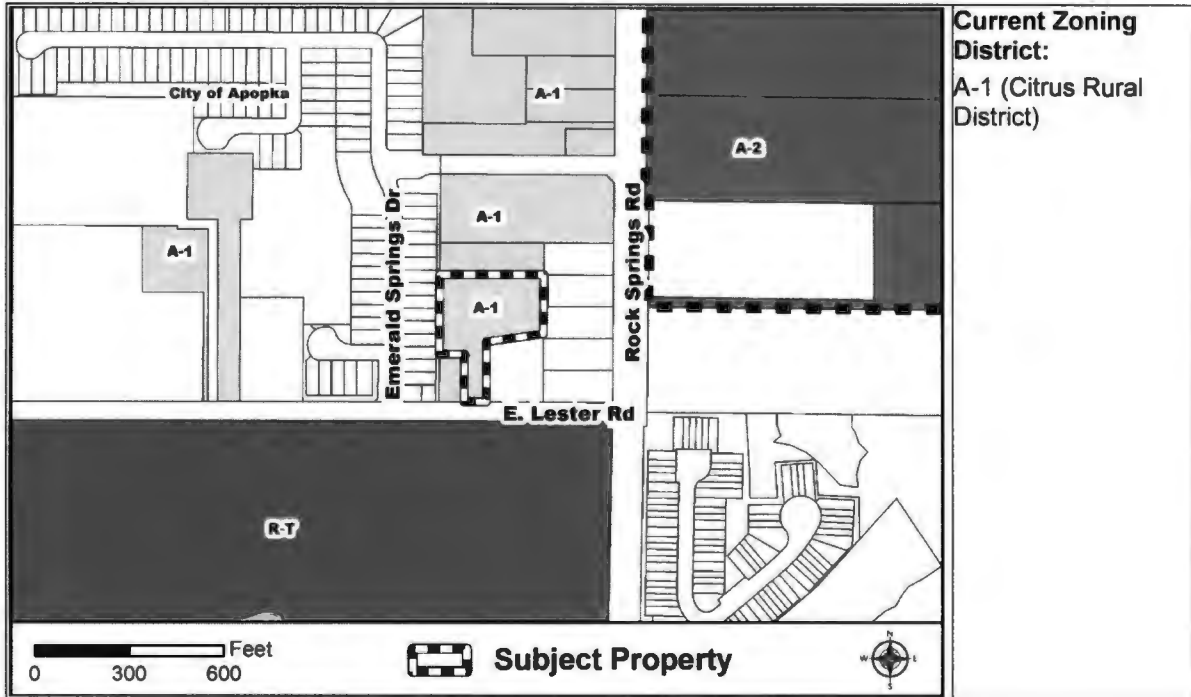 Current Zoning
District:
A-1 (Citrus Rural
District)
City of Apopka
A-1
A-2
A-1
A-1
A-1
Emerald Springs Dr
Rock Springs Rd
E. Lester Rd
R-T
0 300 600 Feet
Subject Property
N
W E
S